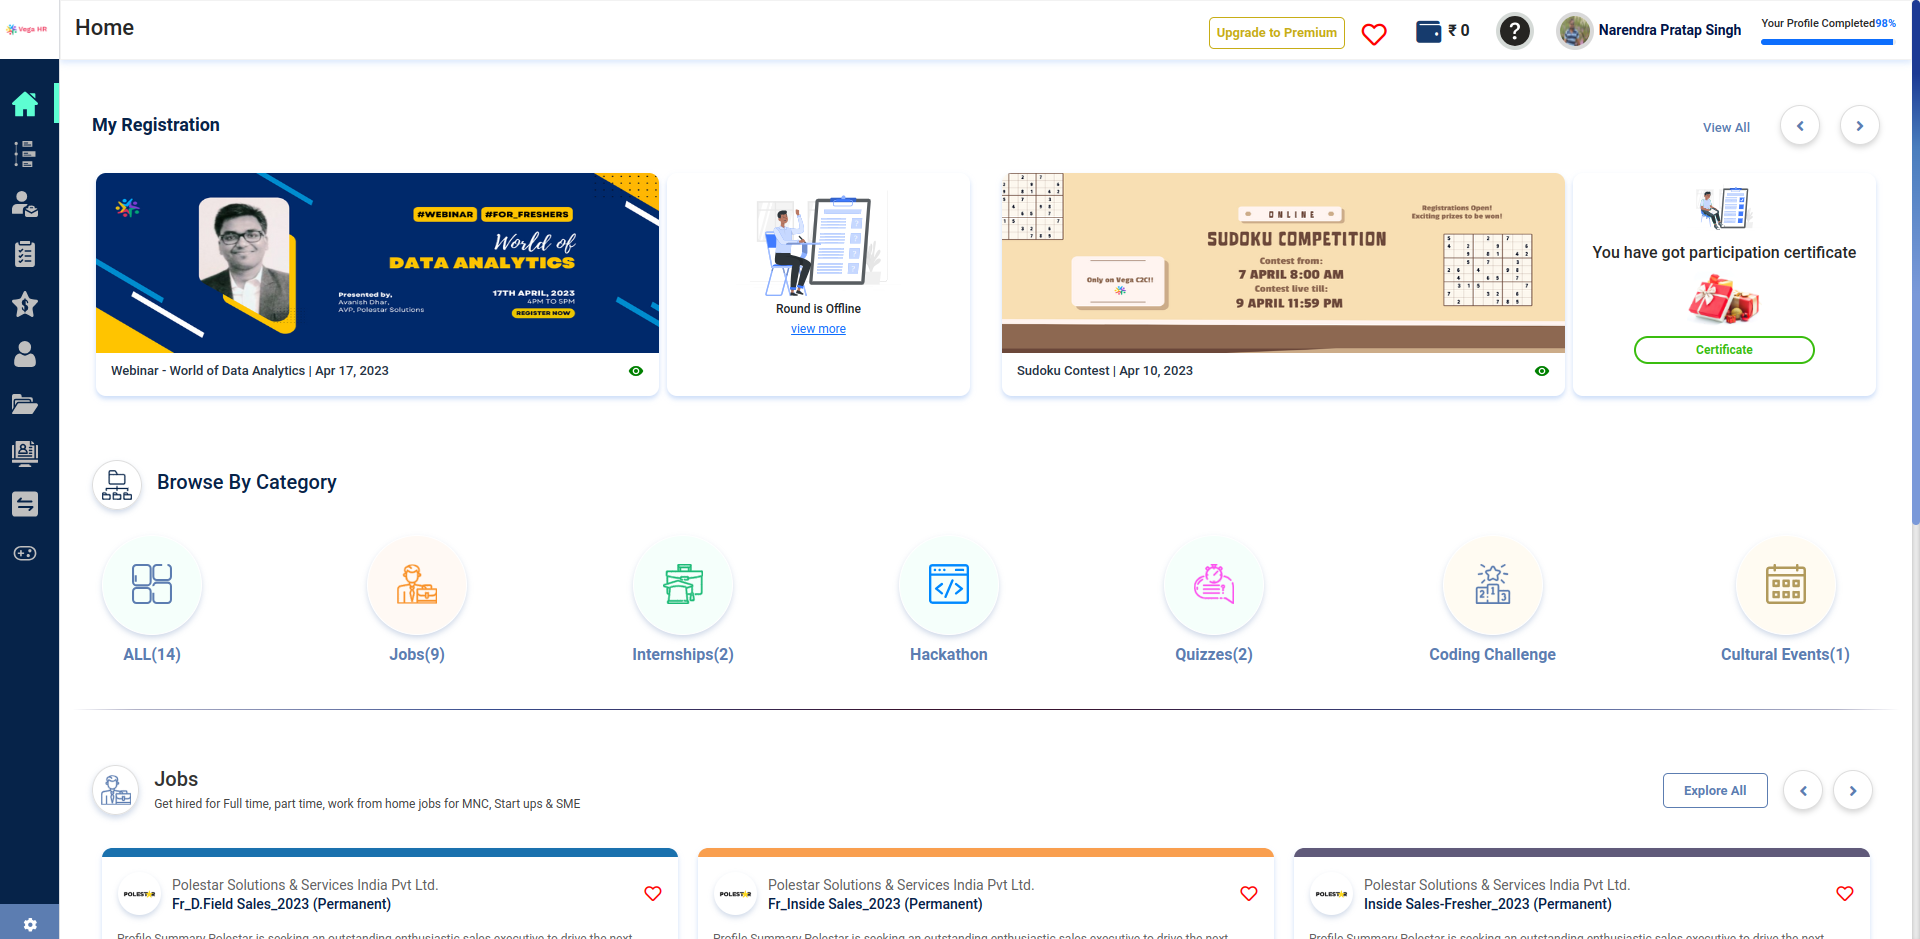 Vega HR
Home
Upgrade to Premium
₹ 0
?
Narendra Pratap Singh
Your Profile Completed98%
My Registration
View All
#WEBINAR #FOR_FRESHERS
World of
DATA ANALYTICS
Presented by,
Avanish Dhar,
AVP, Polestar Solutions
17TH APRIL, 2023
4PM TO 5PM
REGISTER NOW
Webinar - World of Data Analytics | Apr 17, 2023
Round is Offline
view more
ONLINE
SUDOKU COMPETITION
Contest from:
7 APRIL 8:00 AM
Contest live till:
9 APRIL 11:59 PM
Only on Vega C2C!!
Registrations Open!
Exciting prizes to be won!
Sudoku Contest | Apr 10, 2023
You have got participation certificate
Certificate
Browse By Category
ALL(14)
Jobs(9)
Internships(2)
Hackathon
Quizzes(2)
Coding Challenge
Cultural Events(1)
Jobs
Get hired for Full time, part time, work from home jobs for MNC, Start ups & SME
Explore All
POLESTAR
Polestar Solutions & Services India Pvt Ltd.
Fr_D.Field Sales_2023 (Permanent)
Profile Summary Polestar is seeking an outstanding enthusiastic sales executive to drive the next
POLESTAR
Polestar Solutions & Services India Pvt Ltd.
Fr_Inside Sales_2023 (Permanent)
Profile Summary Polestar is seeking an outstanding enthusiastic sales executive to drive the next
POLESTAR
Polestar Solutions & Services India Pvt Ltd.
Inside Sales-Fresher_2023 (Permanent)
Profile Summary Polestar is seeking an outstanding enthusiastic sales executive to drive the next